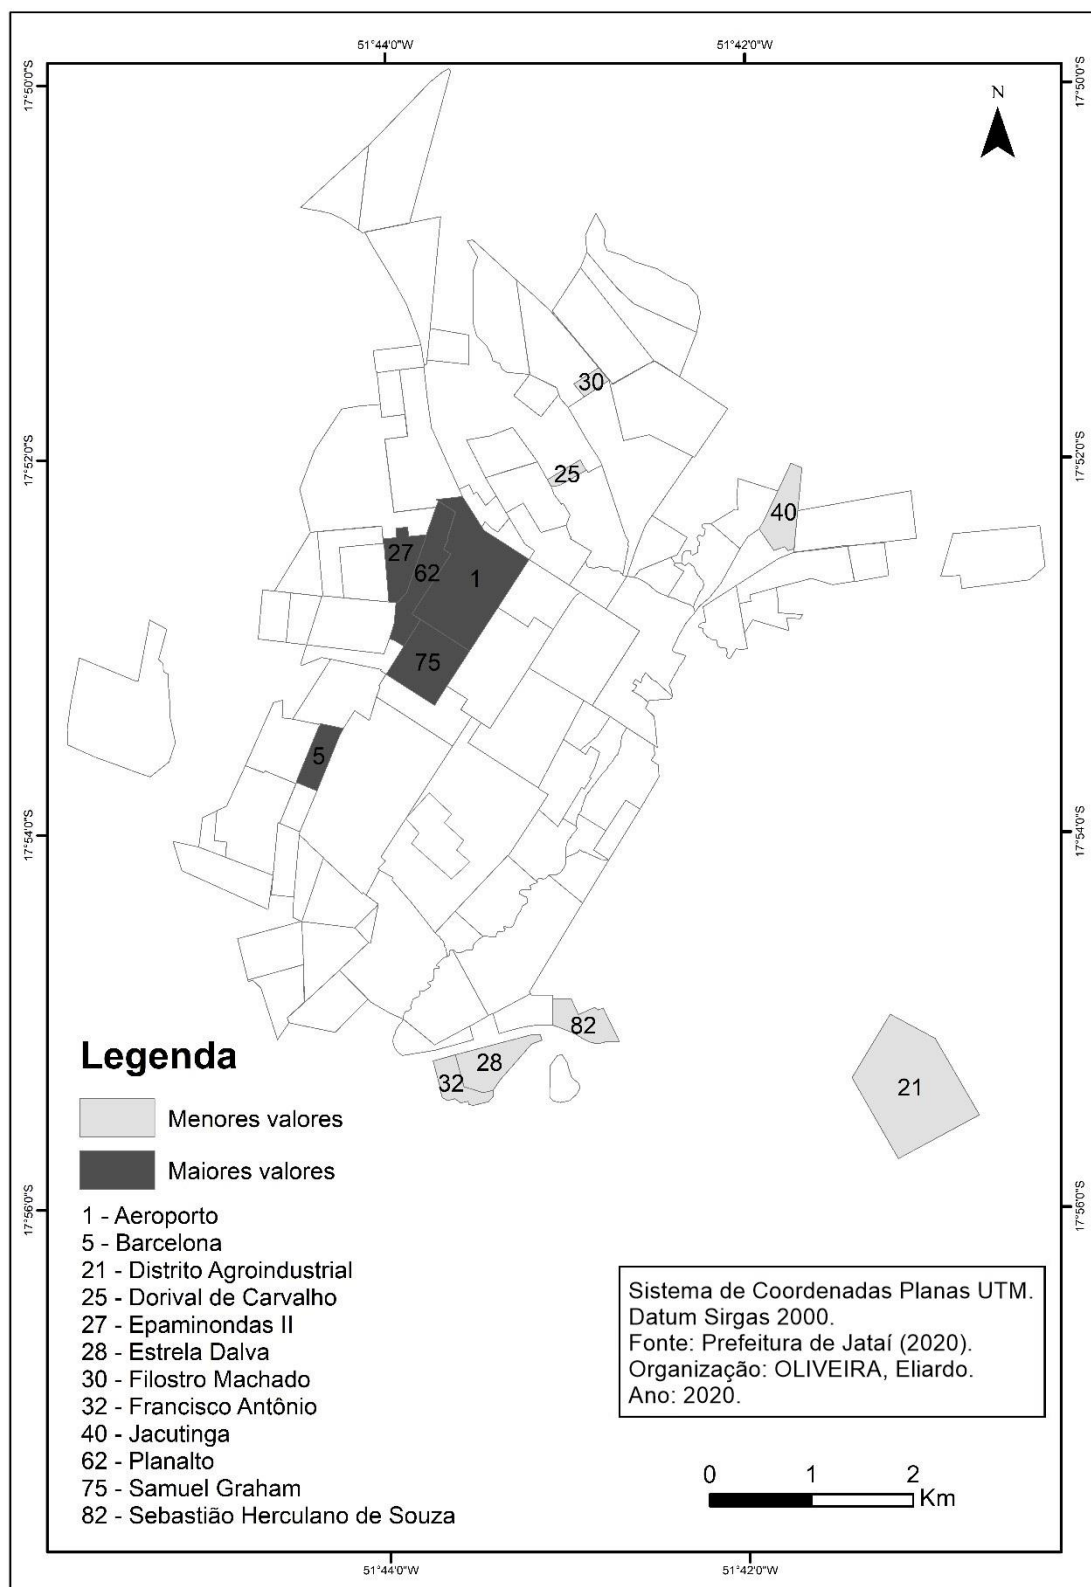 51°44'0"W
51°42'0"W
17°50'0"S
17°50'0"S
N
30
17°52'0"S
17°52'0"S
25
40
27
62
1
75
5
17°54'0"S
17°54'0"S
82
28
32
21
Legenda
Menores valores
Maiores valores
1 - Aeroporto
5 - Barcelona
21 - Distrito Agroindustrial
25 - Dorival de Carvalho
27 - Epaminondas II
28 - Estrela Dalva
30 - Filostro Machado
32 - Francisco Antônio
40 - Jacutinga
62 - Planalto
75 - Samuel Graham
82 - Sebastião Herculano de Souza
17°56'0"S
17°56'0"S
Sistema de Coordenadas Planas UTM.
Datum Sirgas 2000.
Fonte: Prefeitura de Jataí (2020).
Organização: OLIVEIRA, Eliardo.
Ano: 2020.
0 1 2
Km
51°44'0"W
51°42'0"W